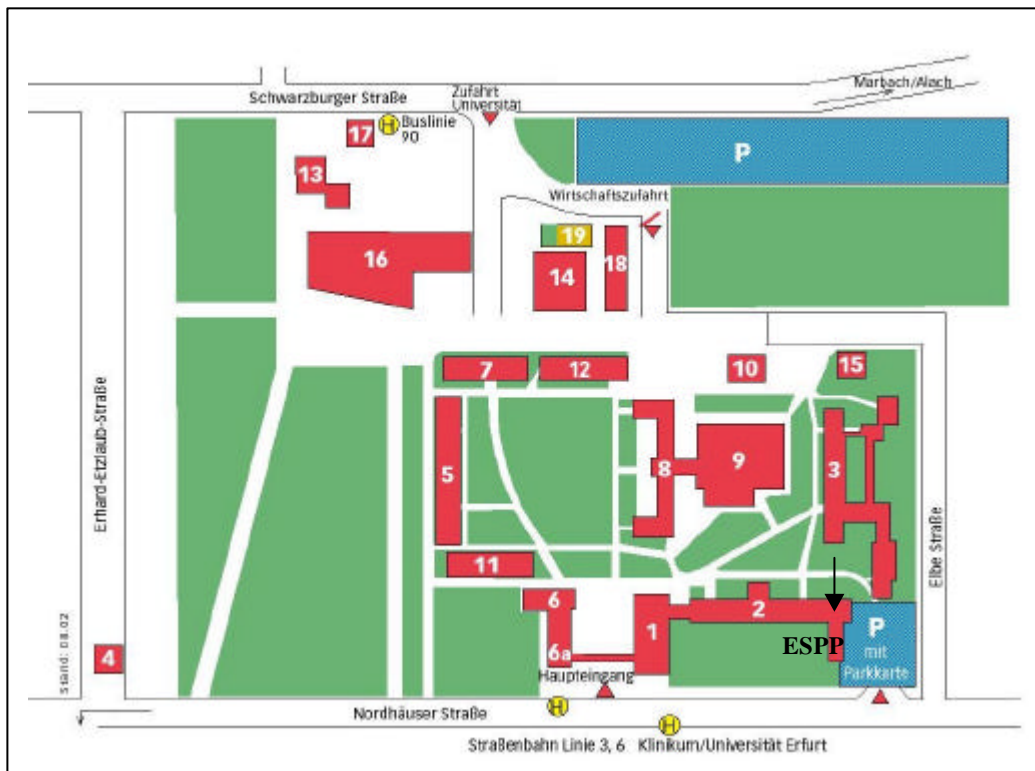 Marbach/Alach
Schwarzburger Straße
Zufahrt
Universität
17
Buslinie
90
P
13
Wirtschaftszufahrt
19
16
14
18
7
12
10
15
Erhard-Etzlaub-Straße
5
8
9
3
Elbe Straße
11
6
2
1
P
mit
Parkkarte
ESPP
6a
4
Stand: 08.02
Haupteingang
H
H
H
Nordhäuser Straße
Straßenbahn Linie 3, 6 Klinikum/Universität Erfurt